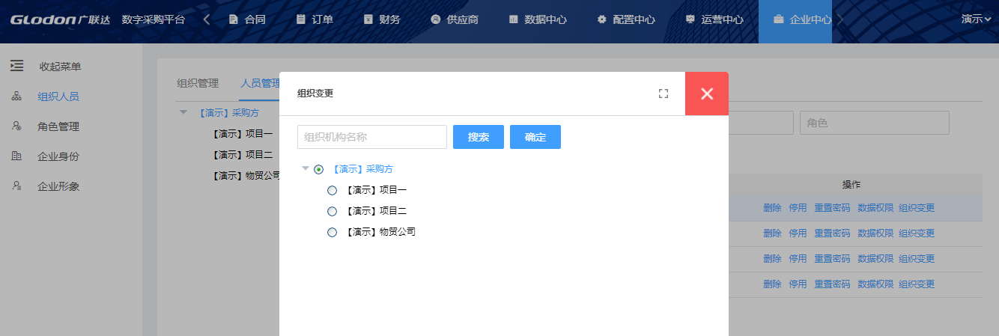 GLodon广联达 数字采购平台 合同 订单 财务 供应商 数据中心 配置中心 运营中心 企业中心 演示
收起菜单
组织人员
角色管理
企业身份
企业形象
组织管理 人员管理
【演示】采购方
【演示】项目一
【演示】项目二
【演示】物贸公司
组织变更
组织机构名称 搜索 确定
【演示】采购方
【演示】项目一
【演示】项目二
【演示】物贸公司
角色
操作
删除 停用 重置密码 数据权限 组织变更
删除 停用 重置密码 数据权限 组织变更
删除 停用 重置密码 数据权限 组织变更
删除 停用 重置密码 数据权限 组织变更